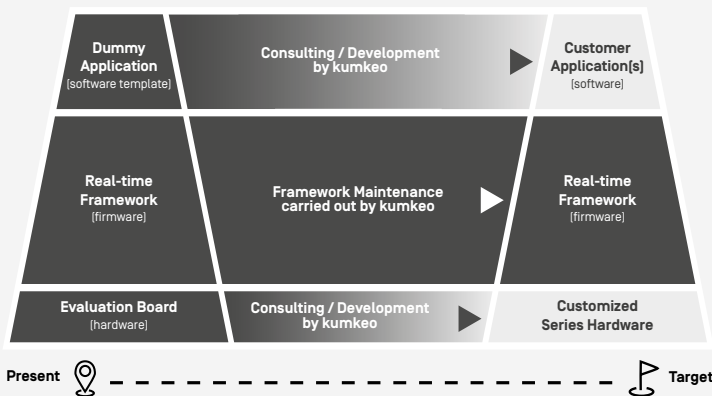 Dummy
Application
[software template]
Consulting / Development
by kumkeo
Customer
Application[s]
[software]
Real-time
Framework
[firmware]
Framework Maintenance
carried out by kumkeo
Real-time
Framework
[firmware]
Evaluation Board
[hardware]
Consulting / Development
by kumkeo
Customized
Series Hardware
Present
Target